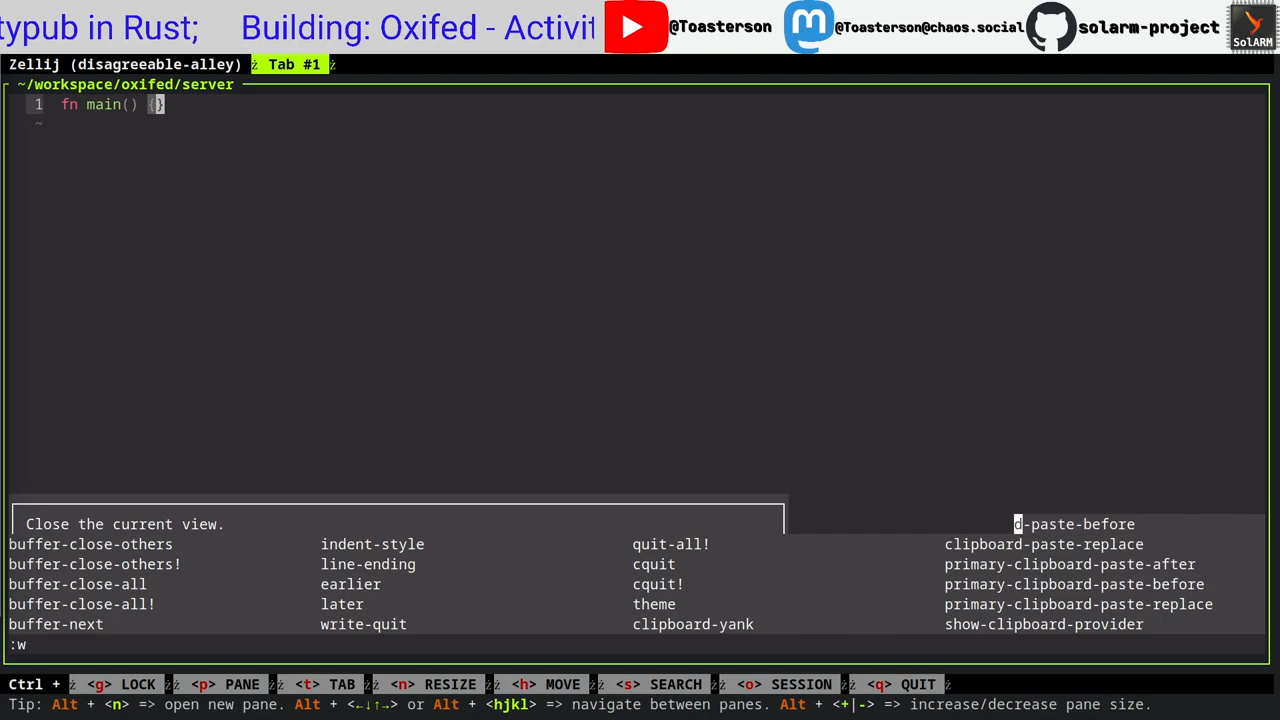 typub in Rust;     Building: Oxifed - Activit
@Toasterson
@Toasterson@chaos.social
solarm-project
SolARM
Zellij (disagreeable-alley)  Tab #1
~/workspace/oxifed/server
1 fn main() {}
~
Close the current view.
d-paste-before
buffer-close-others indent-style quit-all! clipboard-paste-replace
buffer-close-others! line-ending cquit primary-clipboard-paste-after
buffer-close-all earlier cquit! primary-clipboard-paste-before
buffer-close-all! later theme primary-clipboard-paste-replace
buffer-next write-quit clipboard-yank show-clipboard-provider
:w
Ctrl + ż <g> LOCK ż <p> PANE ż <t> TAB ż <n> RESIZE ż <h> MOVE ż <s> SEARCH ż <o> SESSION ż <q> QUIT ż
Tip: Alt + <n> => open new pane. Alt + <←↓↑→> or Alt + <hjkl> => navigate between panes. Alt + <+|-> => increase/decrease pane size.